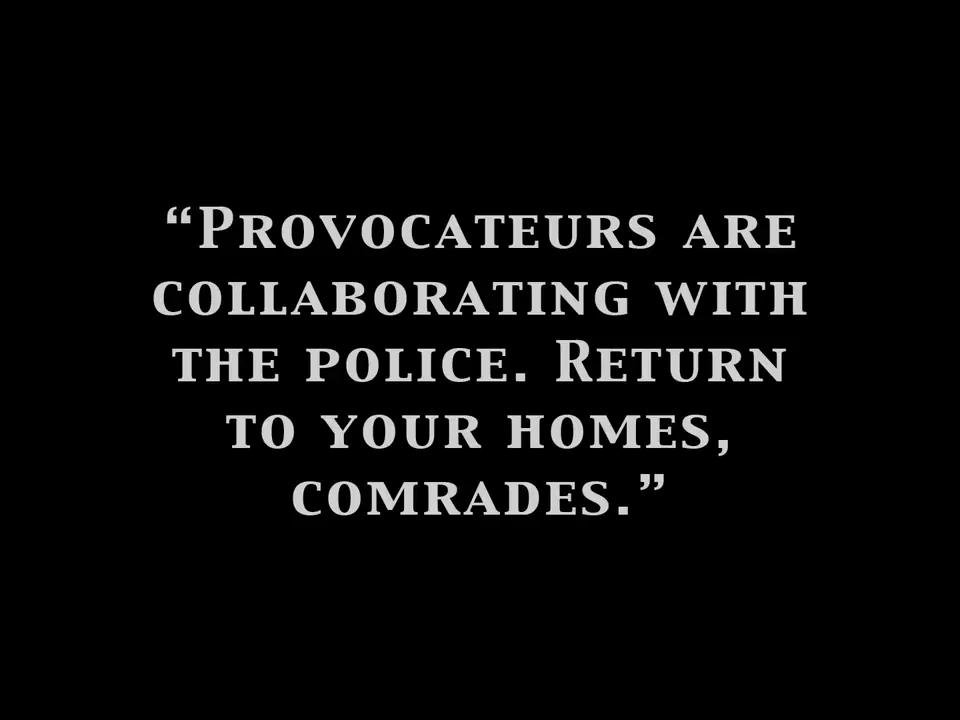 “Provocateurs are
collaborating with
the police. Return
to your homes,
comrades.”